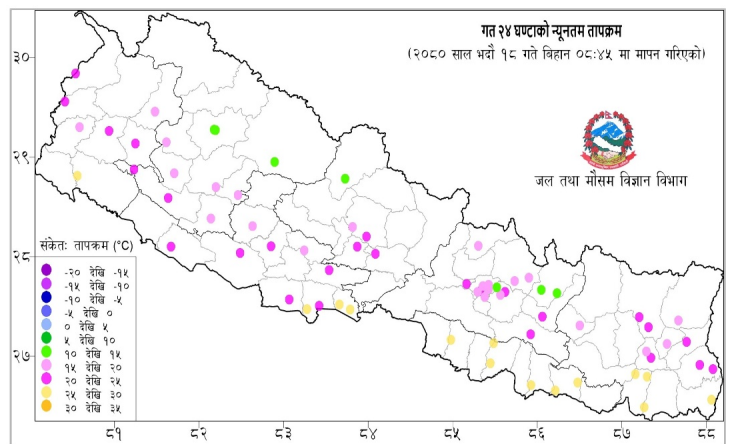 गत २४ घण्टाको न्यूनतम तापक्रम
(२०८० साल भदौ १८ गते बिहान ०८:४५ मा मापन गरिएको)
जल तथा मौसम विज्ञान विभाग
३०
२९
२८
२७
संकेतः तापक्रम (°C)
-२० देखि -१५
-१५ देखि -१०
-१० देखि -५
-५ देखि ०
० देखि ५
५ देखि १०
१० देखि १५
१५ देखि २०
२० देखि २५
२५ देखि ३०
३० देखि ३५
८१ ८२ ८३ ८४ ८५ ८६ ८७ ८८